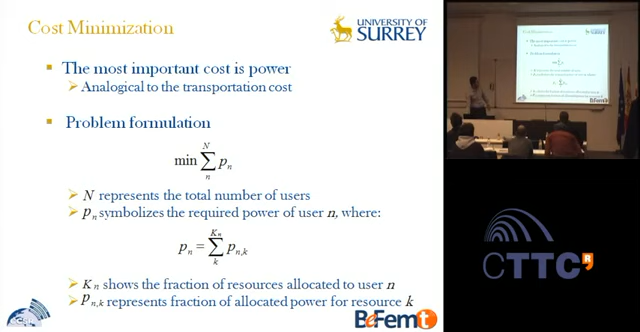 Cost Minimization
UNIVERSITY OF
SURREY
The most important cost is power
Analogical to the transportation cost
Problem formulation
min ∑_n^N p_n
N represents the total number of users
p_n symbolizes the required power of user n, where:
p_n = ∑_k^{K_n} p_{n,k}
K_n shows the fraction of resources allocated to user n
p_{n,k} represents fraction of allocated power for resource k
BeFemt
CTTC